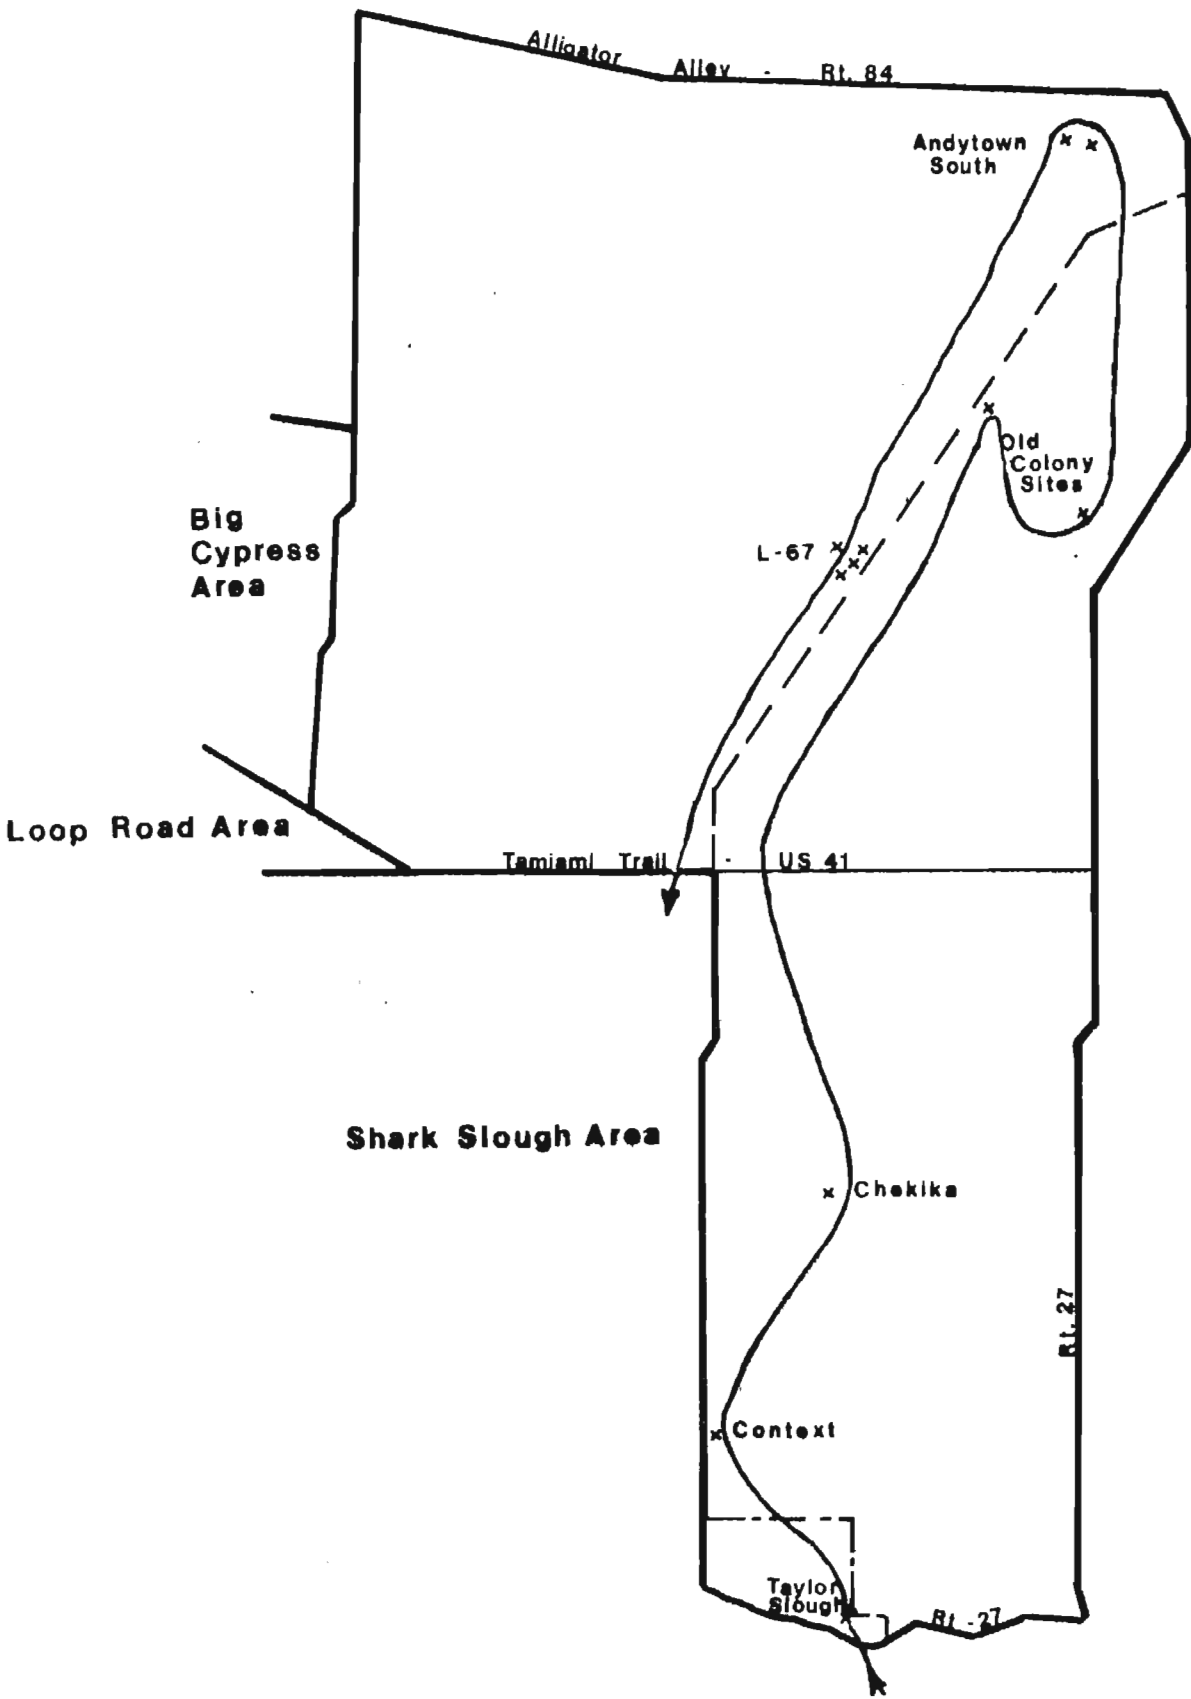 Alligator Alley - Rt. 84
Andytown
South
Old
Colony
Sites
L-67
Big
Cypress
Area
Loop Road Area
Tamiami Trail - US 41
Shark Slough Area
Chekika
Rt. 27
Context
Taylor
Slough
Rt - 27